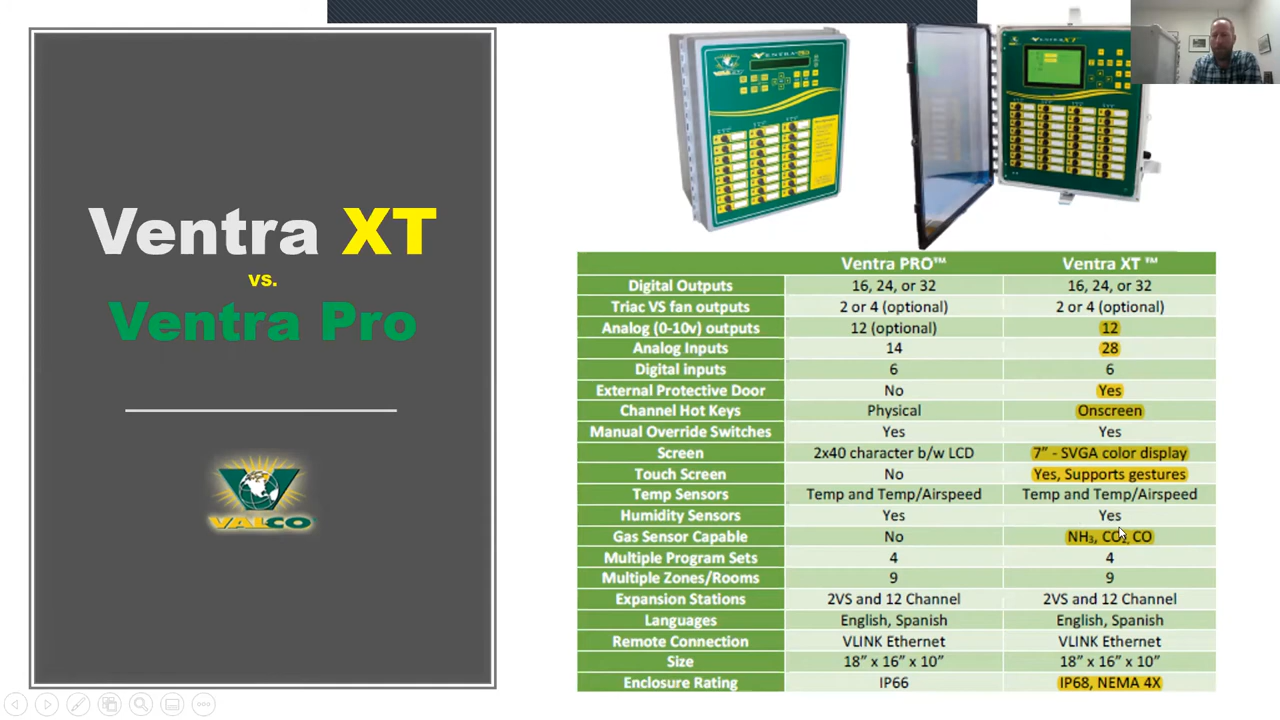 Ventra XT
vs.
Ventra Pro
VALCO
VENTRA PRO
VENTRA XT
Ventra PRO™ Ventra XT ™
Digital Outputs 16, 24, or 32 16, 24, or 32
Triac VS fan outputs 2 or 4 (optional) 2 or 4 (optional)
Analog (0-10v) outputs 12 (optional) 12
Analog Inputs 14 28
Digital inputs 6 6
External Protective Door No Yes
Channel Hot Keys Physical Onscreen
Manual Override Switches Yes Yes
Screen 2x40 character b/w LCD 7” - SVGA color display
Touch Screen No Yes, Supports gestures
Temp Sensors Temp and Temp/Airspeed Temp and Temp/Airspeed
Humidity Sensors Yes Yes
Gas Sensor Capable No NH₃, CO₂, CO
Multiple Program Sets 4 4
Multiple Zones/Rooms 9 9
Expansion Stations 2VS and 12 Channel 2VS and 12 Channel
Languages English, Spanish English, Spanish
Remote Connection VLINK Ethernet VLINK Ethernet
Size 18” x 16” x 10” 18” x 16” x 10”
Enclosure Rating IP66 IP68, NEMA 4X